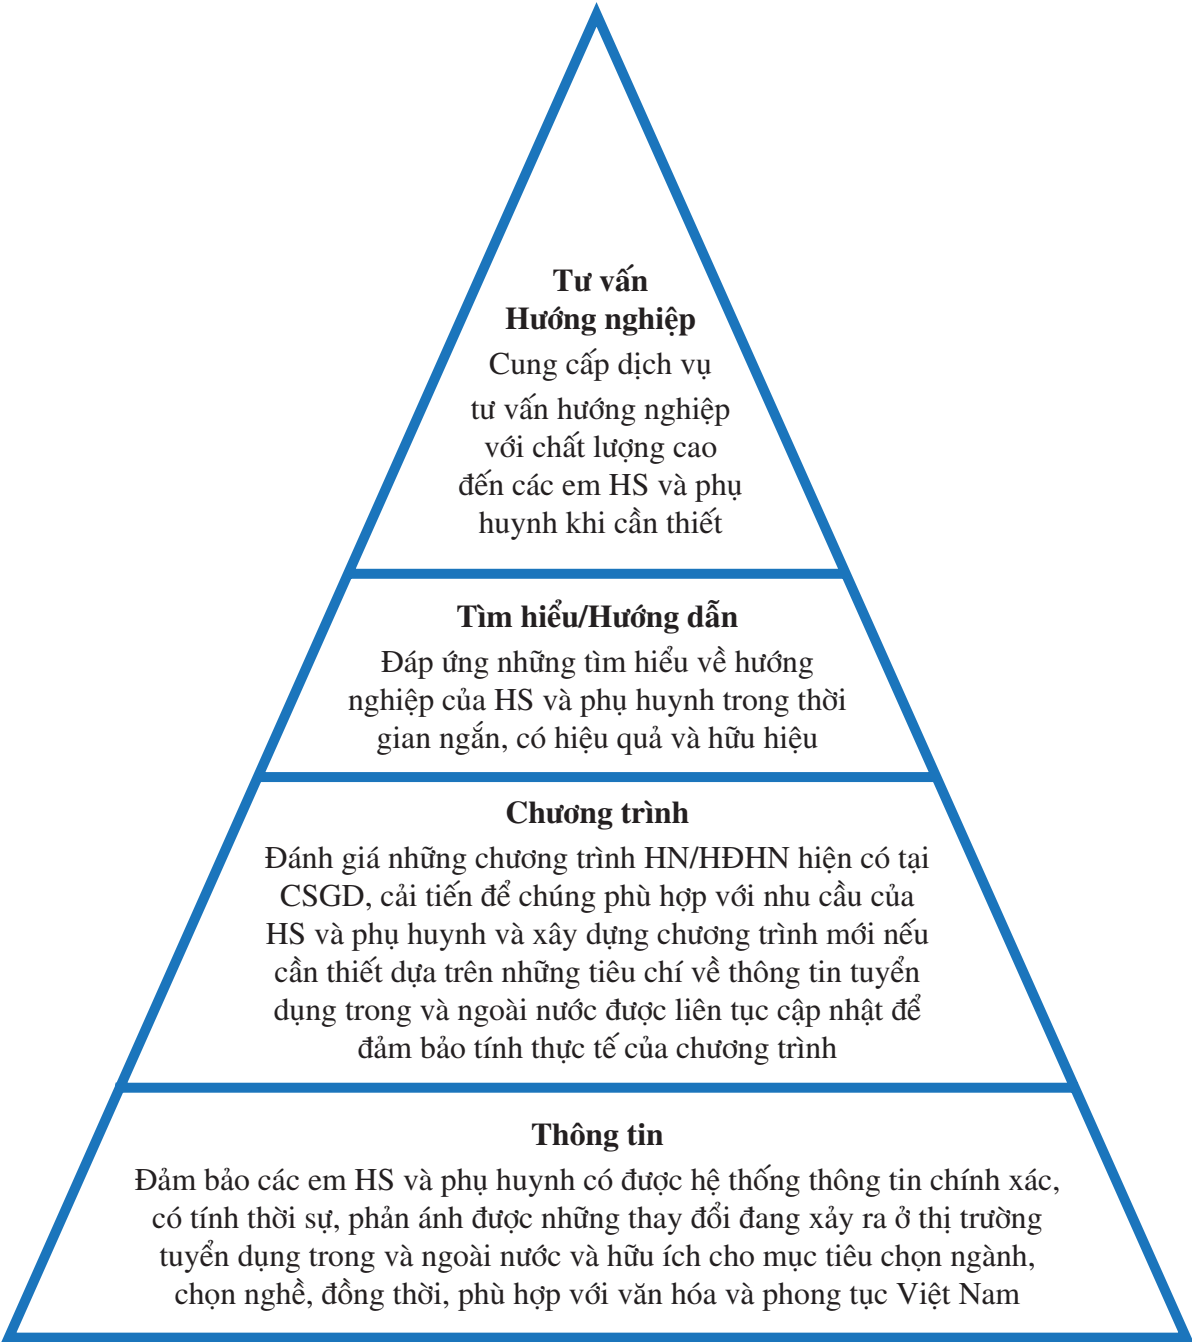 Tư vấn
Hướng nghiệp
Cung cấp dịch vụ
tư vấn hướng nghiệp
với chất lượng cao
đến các em HS và phụ
huynh khi cần thiết
Tìm hiểu/Hướng dẫn
Đáp ứng những tìm hiểu về hướng
nghiệp của HS và phụ huynh trong thời
gian ngắn, có hiệu quả và hữu hiệu
Chương trình
Đánh giá những chương trình HN/HĐHN hiện có tại
CSGD, cải tiến để chúng phù hợp với nhu cầu của
HS và phụ huynh và xây dựng chương trình mới nếu
cần thiết dựa trên những tiêu chí về thông tin tuyển
dụng trong và ngoài nước được liên tục cập nhật để
đảm bảo tính thực tế của chương trình
Thông tin
Đảm bảo các em HS và phụ huynh có được hệ thống thông tin chính xác,
có tính thời sự, phản ánh được những thay đổi đang xảy ra ở thị trường
tuyển dụng trong và ngoài nước và hữu ích cho mục tiêu chọn ngành,
chọn nghề, đồng thời, phù hợp với văn hóa và phong tục Việt Nam